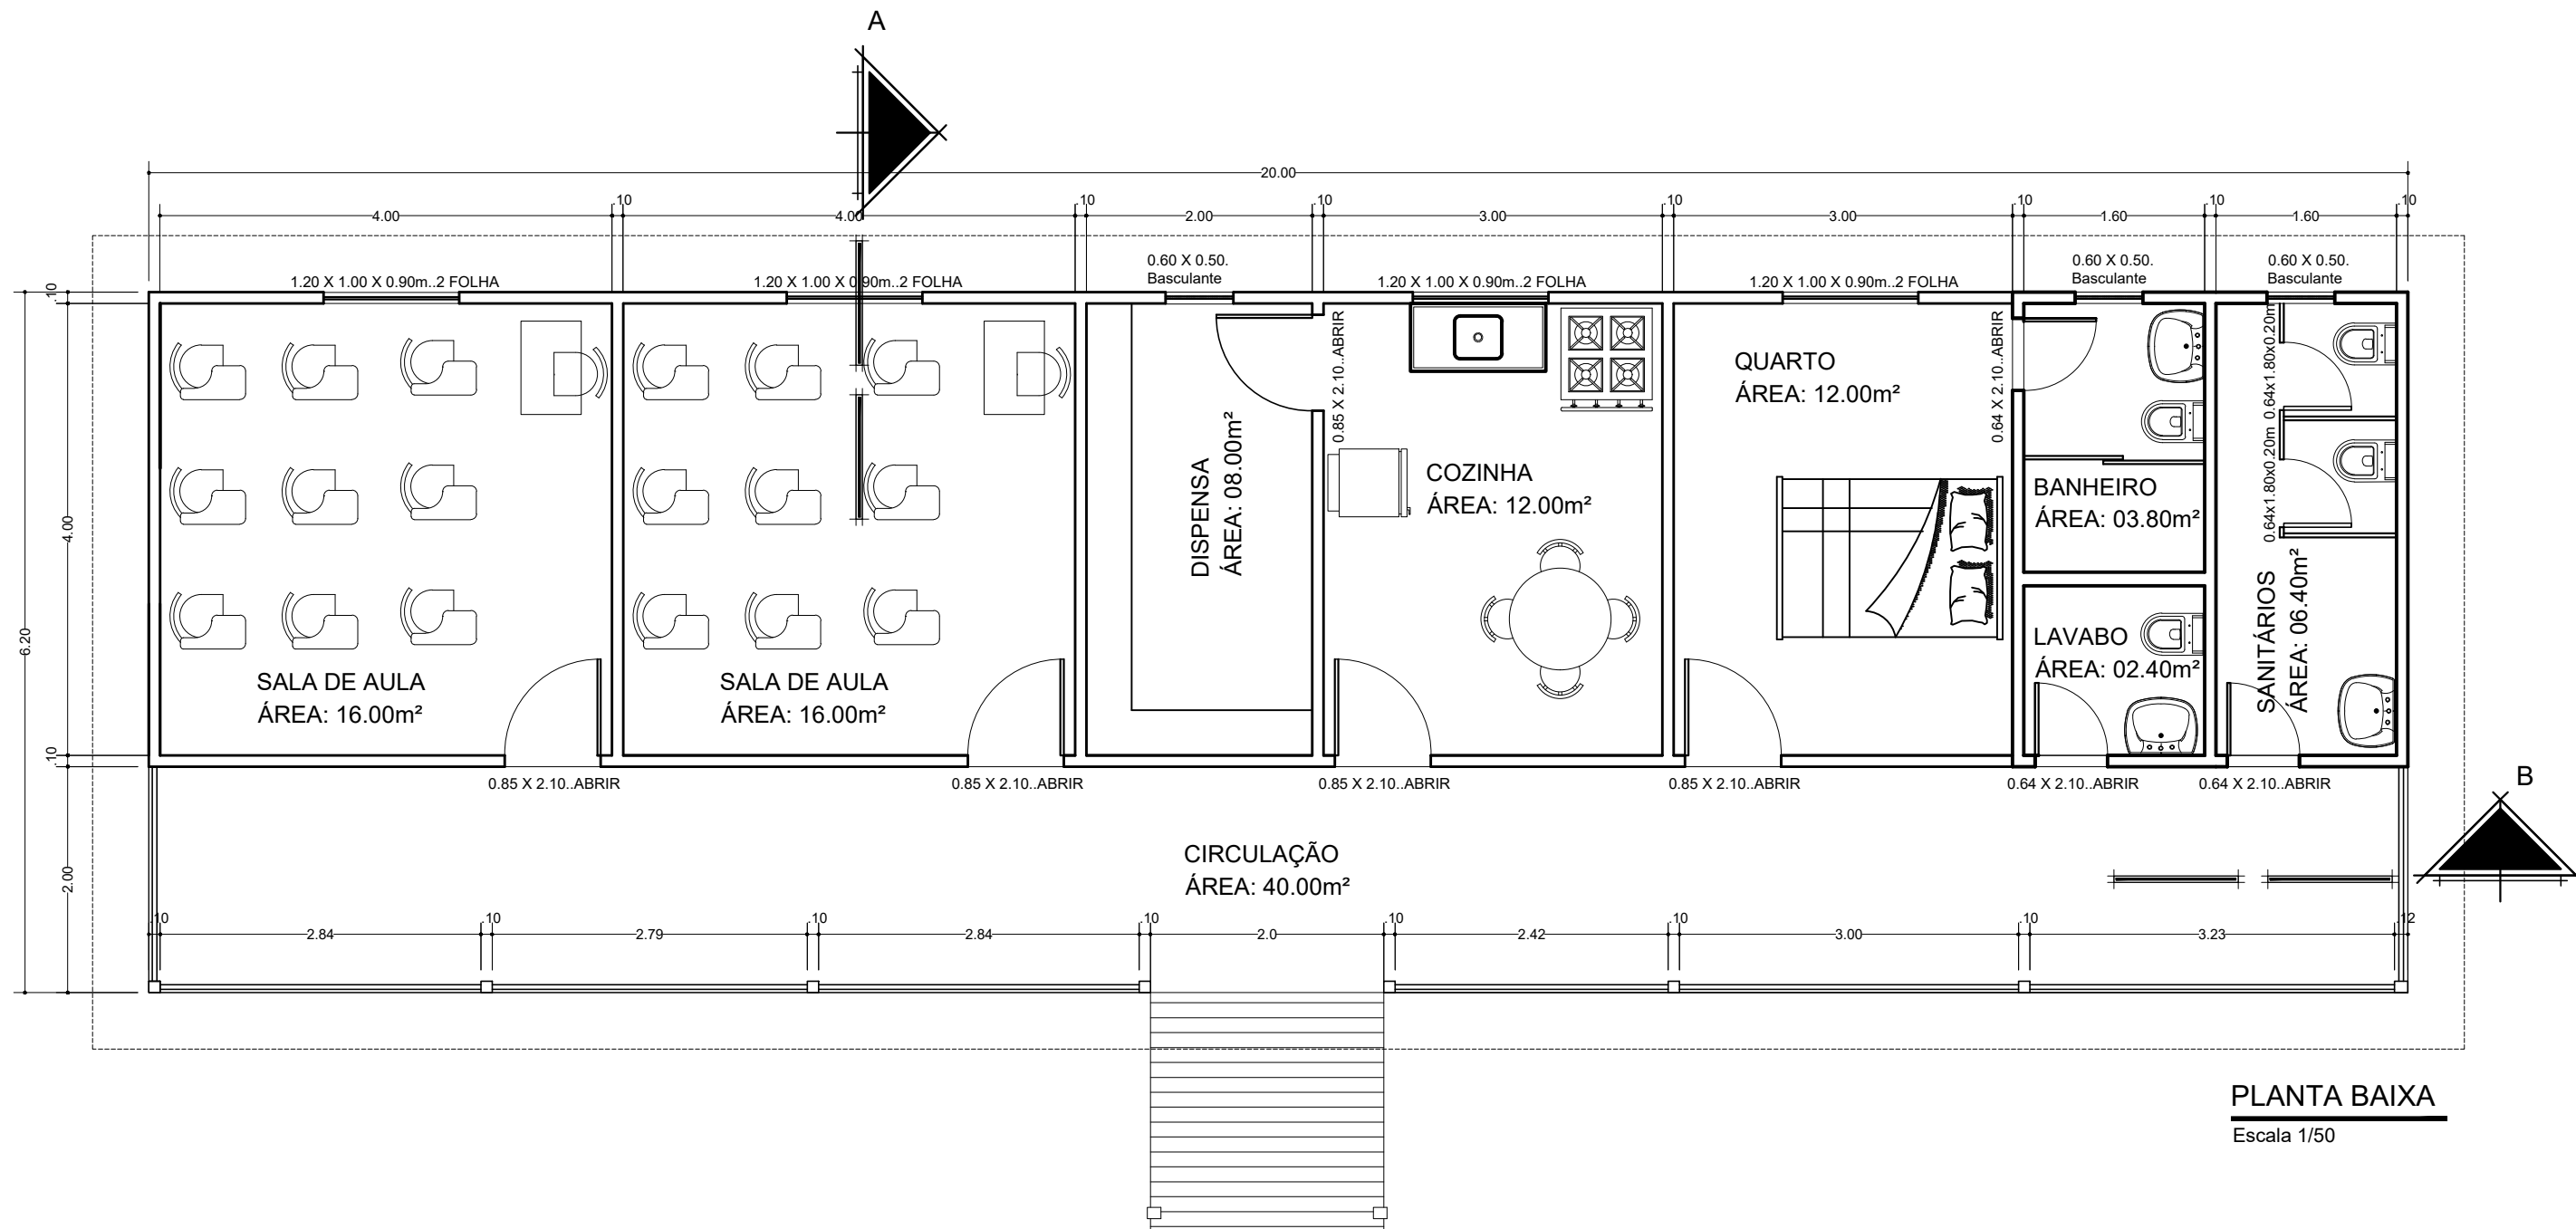 A
20.00
4.00
.10
4.00
.10
2.00
.10
3.00
.10
3.00
.10
1.60
.10
1.60
.10
1.20 X 1.00 X 0.90m..2 FOLHA
1.20 X 1.00 X 0.90m..2 FOLHA
0.60 X 0.50.
Basculante
1.20 X 1.00 X 0.90m..2 FOLHA
1.20 X 1.00 X 0.90m..2 FOLHA
0.60 X 0.50.
Basculante
0.60 X 0.50.
Basculante
.10
4.00
.10
6.20
2.00
SALA DE AULA
ÁREA: 16.00m²
SALA DE AULA
ÁREA: 16.00m²
DISPENSA
ÁREA: 08.00m²
0.85 X 2.10..ABRIR
COZINHA
ÁREA: 12.00m²
QUARTO
ÁREA: 12.00m²
0.64 X 2.10..ABRIR
BANHEIRO
ÁREA: 03.80m²
LAVABO
ÁREA: 02.40m²
0.64x1.80x0.20m
0.64x1.80x0.20m
SANITÁRIOS
ÁREA: 06.40m²
0.85 X 2.10..ABRIR
0.85 X 2.10..ABRIR
0.85 X 2.10..ABRIR
0.85 X 2.10..ABRIR
0.64 X 2.10..ABRIR
0.64 X 2.10..ABRIR
B
CIRCULAÇÃO
ÁREA: 40.00m²
.10
2.84
.10
2.79
.10
2.84
.10
2.0
.10
2.42
.10
3.00
.10
3.23
.12
PLANTA BAIXA
Escala 1/50